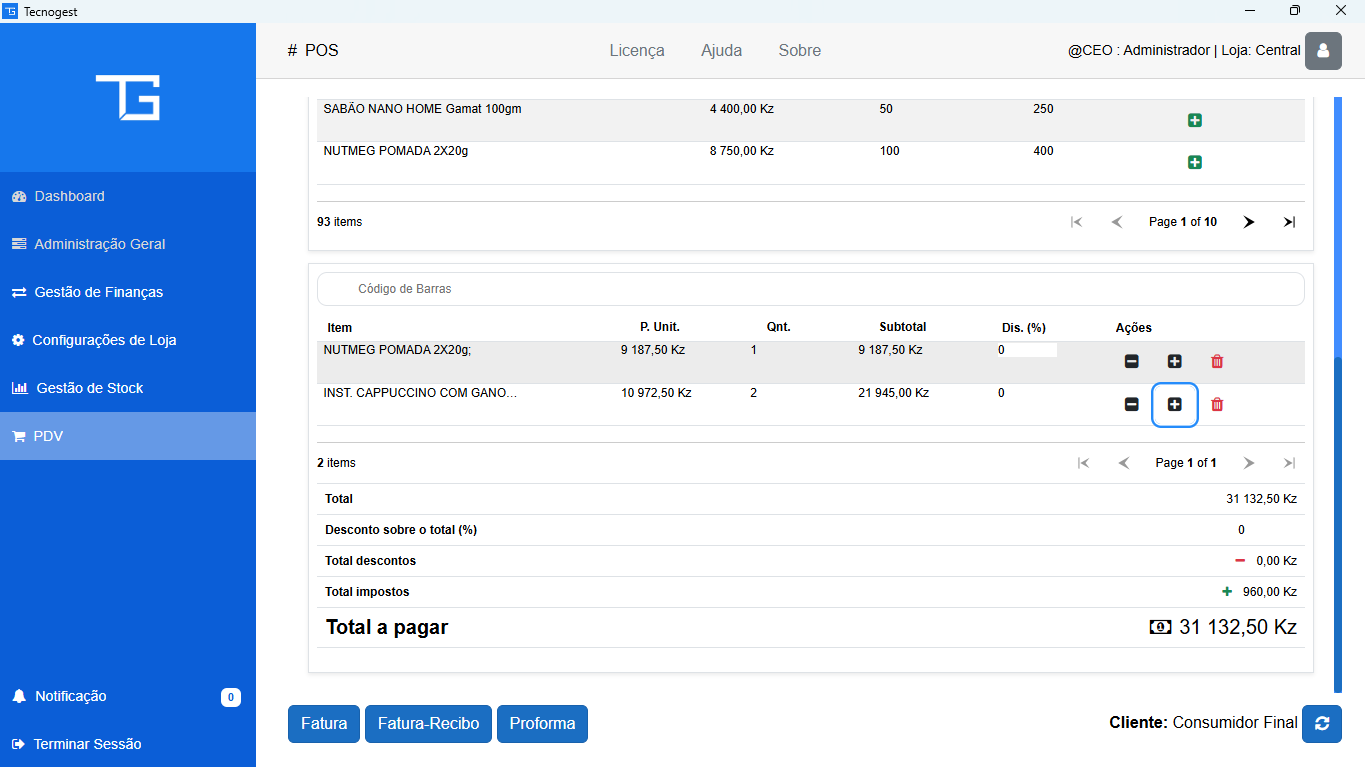 Tecnogest
TG
# POS
Licença
Ajuda
Sobre
@CEO : Administrador | Loja: Central
Dashboard
Administração Geral
Gestão de Finanças
Configurações de Loja
Gestão de Stock
PDV
Notificação 0
Terminar Sessão
SABÃO NANO HOME Gamat 100gm 4 400,00 Kz 50 250
NUTMEG POMADA 2X20g 8 750,00 Kz 100 400
93 items Page 1 of 10
Código de Barras
Item P. Unit. Qnt. Subtotal Dis. (%) Ações
NUTMEG POMADA 2X20g; 9 187,50 Kz 1 9 187,50 Kz 0
INST. CAPPUCCINO COM GANO... 10 972,50 Kz 2 21 945,00 Kz 0
2 items Page 1 of 1
Total 31 132,50 Kz
Desconto sobre o total (%) 0
Total descontos 0,00 Kz
Total impostos 960,00 Kz
Total a pagar 31 132,50 Kz
Fatura
Fatura-Recibo
Proforma
Cliente: Consumidor Final